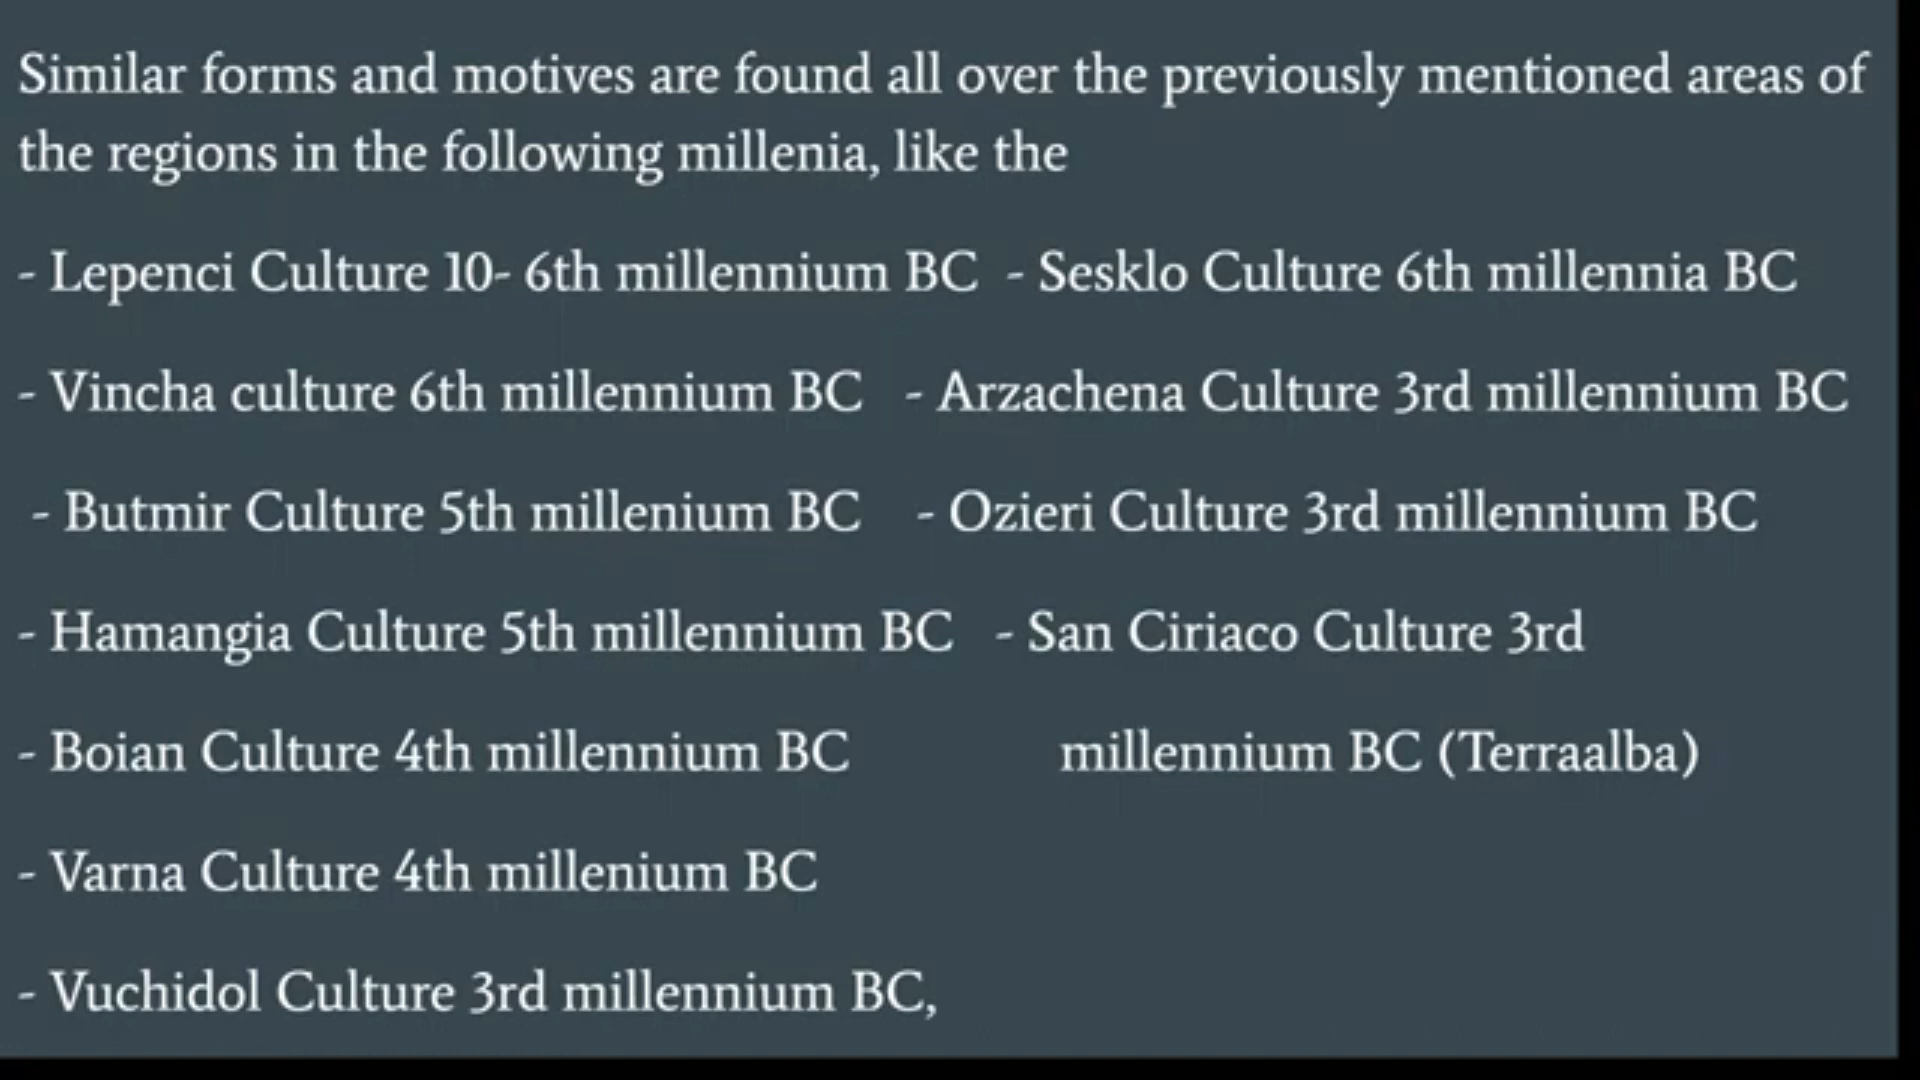 Similar forms and motives are found all over the previously mentioned areas of
the regions in the following millenia, like the
- Lepenci Culture 10- 6th millennium BC - Sesklo Culture 6th millennia BC
- Vincha culture 6th millennium BC - Arzachena Culture 3rd millennium BC
- Butmir Culture 5th millenium BC - Ozieri Culture 3rd millennium BC
- Hamangia Culture 5th millennium BC - San Ciriaco Culture 3rd
- Boian Culture 4th millennium BC millennium BC (Terraalba)
- Varna Culture 4th millenium BC
- Vuchidol Culture 3rd millennium BC,